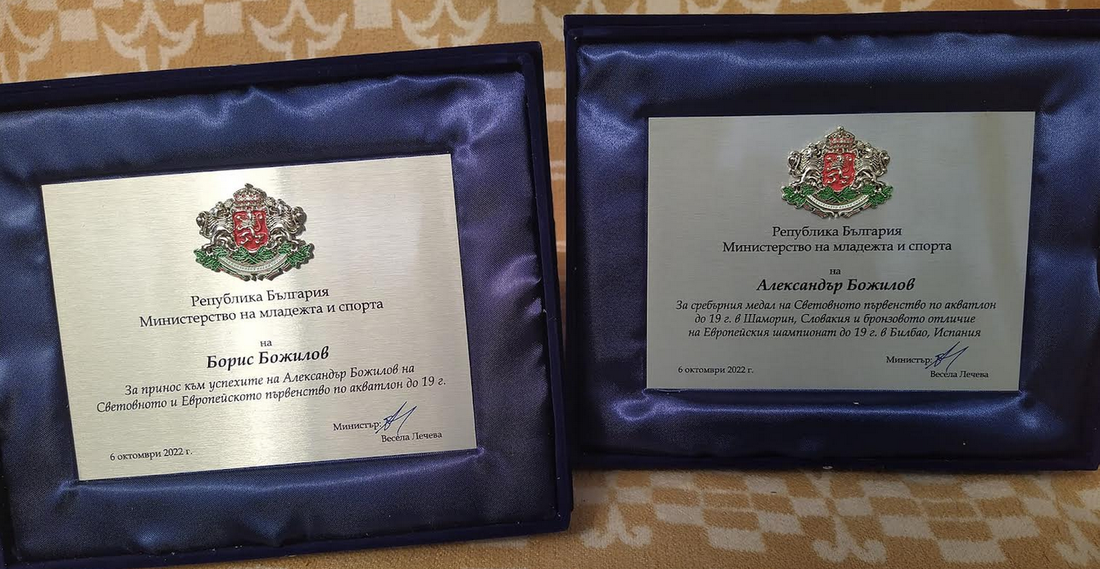 Република България
Министерство на младежта и спорта
на
Борис Божилов
За принос към успехите на Александър Божилов на
Световното и Европейското първенство по акватлон до 19 г.
Министър:
Весела Лечева
6 октомври 2022 г.
Република България
Министерство на младежта и спорта
на
Александър Божилов
За сребърния медал на Световното първенство по акватлон
до 19 г. в Шаморин, Словакия и бронзовото отличие
на Европейския шампионат до 19 г. в Билбао, Испания
Министър:
Весела Лечева
6 октомври 2022 г.